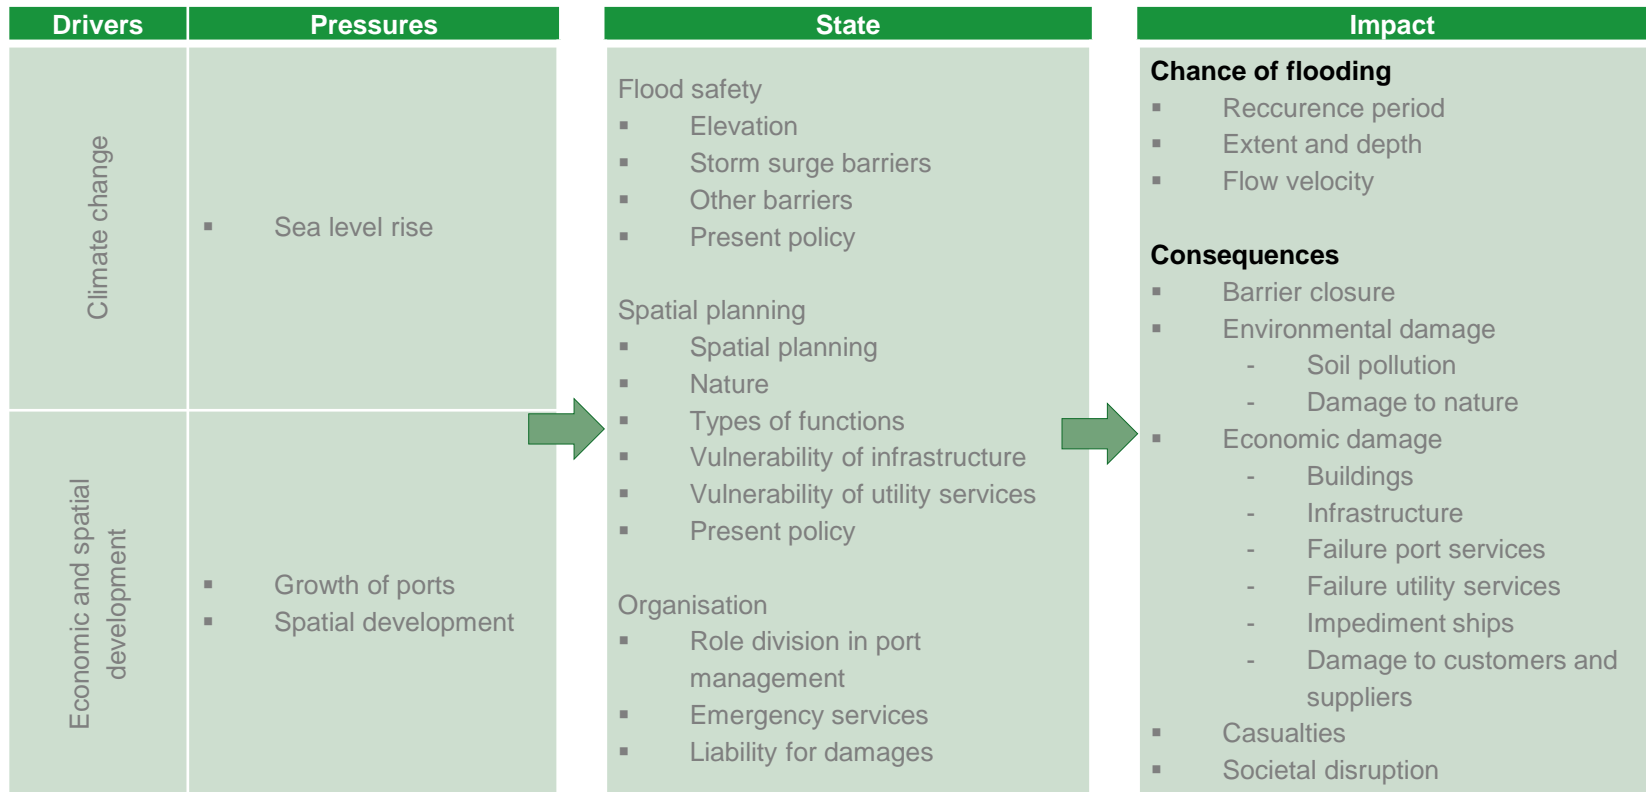 Drivers
Pressures
Climate change
▪ Sea level rise
Economic and spatial
development
▪ Growth of ports
▪ Spatial development
State
Flood safety
▪ Elevation
▪ Storm surge barriers
▪ Other barriers
▪ Present policy
Spatial planning
▪ Spatial planning
▪ Nature
▪ Types of functions
▪ Vulnerability of infrastructure
▪ Vulnerability of utility services
▪ Present policy
Organisation
▪ Role division in port
management
▪ Emergency services
▪ Liability for damages
Impact
Chance of flooding
▪ Reccurence period
▪ Extent and depth
▪ Flow velocity
Consequences
▪ Barrier closure
▪ Environmental damage
- Soil pollution
- Damage to nature
▪ Economic damage
- Buildings
- Infrastructure
- Failure port services
- Failure utility services
- Impediment ships
- Damage to customers and
suppliers
▪ Casualties
▪ Societal disruption